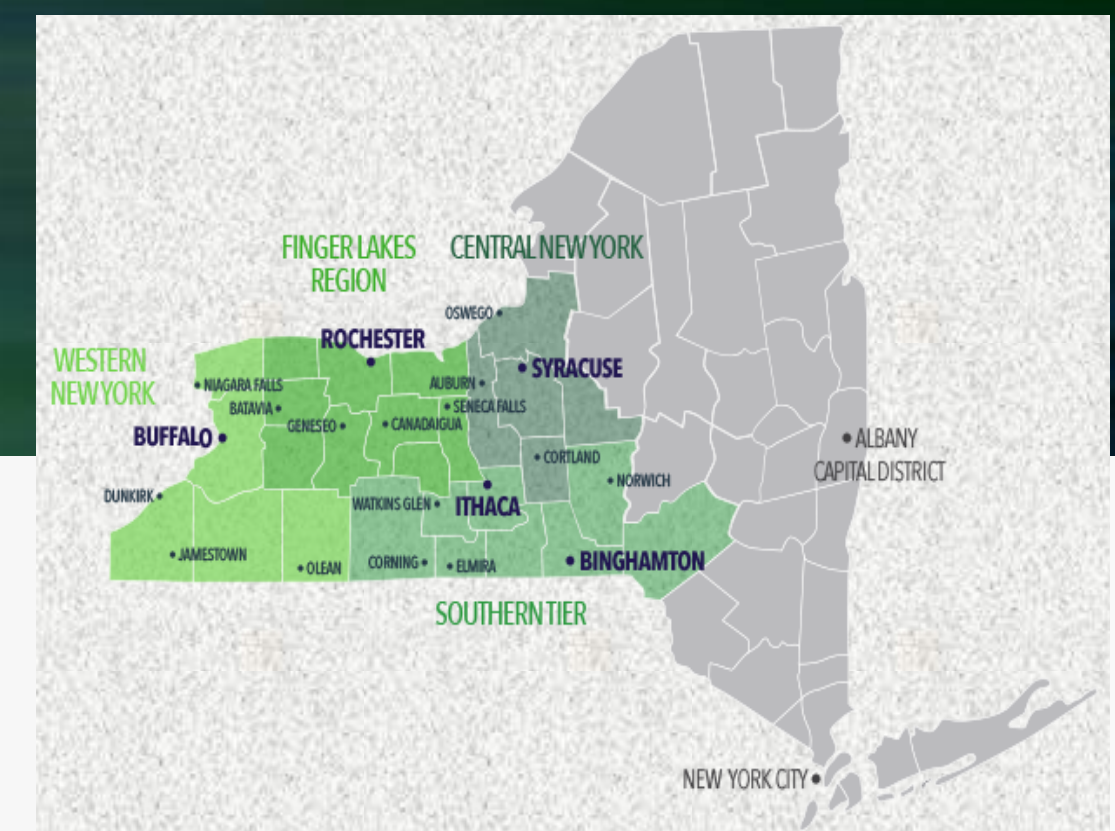 FINGER LAKES
REGION
CENTRAL NEW YORK
OSWEGO
ROCHESTER
WESTERN
NEW YORK
SYRACUSE
NIAGARA FALLS
AUBURN
BATAVIA
SENECA FALLS
GENESEO
CANADAIGUA
BUFFALO
ALBANY
CAPITAL DISTRICT
CORTLAND
NORWICH
DUNKIRK
WATKINS GLEN
ITHACA
JAMESTOWN
OLEAN
CORNING
ELMIRA
BINGHAMTON
SOUTHERN TIER
NEW YORK CITY